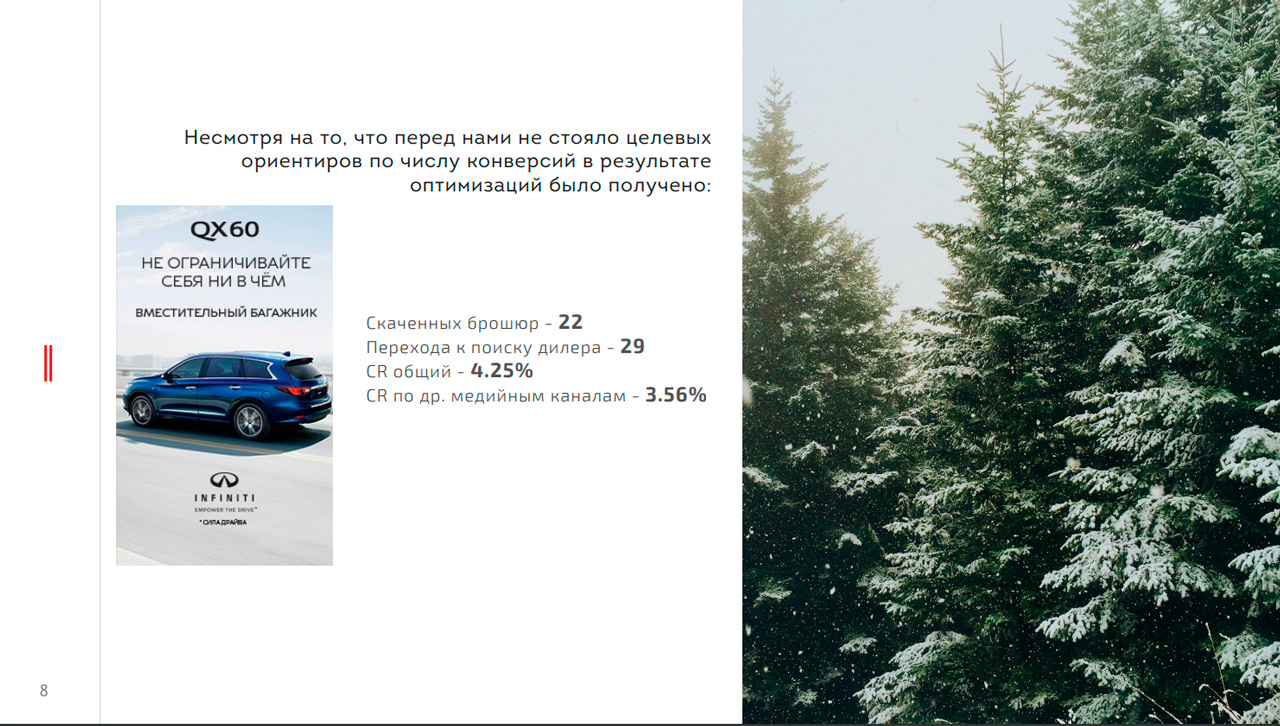 Несмотря на то, что перед нами не стояло целевых
ориентиров по числу конверсий в результате
оптимизаций было получено:
QX60
НЕ ОГРАНИЧИВАЙТЕ
СЕБЯ НИ В ЧЁМ
ВМЕСТИТЕЛЬНЫЙ БАГАЖНИК
INFINITI
EMPOWER THE DRIVE*
* СИЛА ДРАЙВА
Скаченных брошюр - 22
Перехода к поиску дилера - 29
CR общий - 4.25%
CR по др. медийным каналам - 3.56%
8